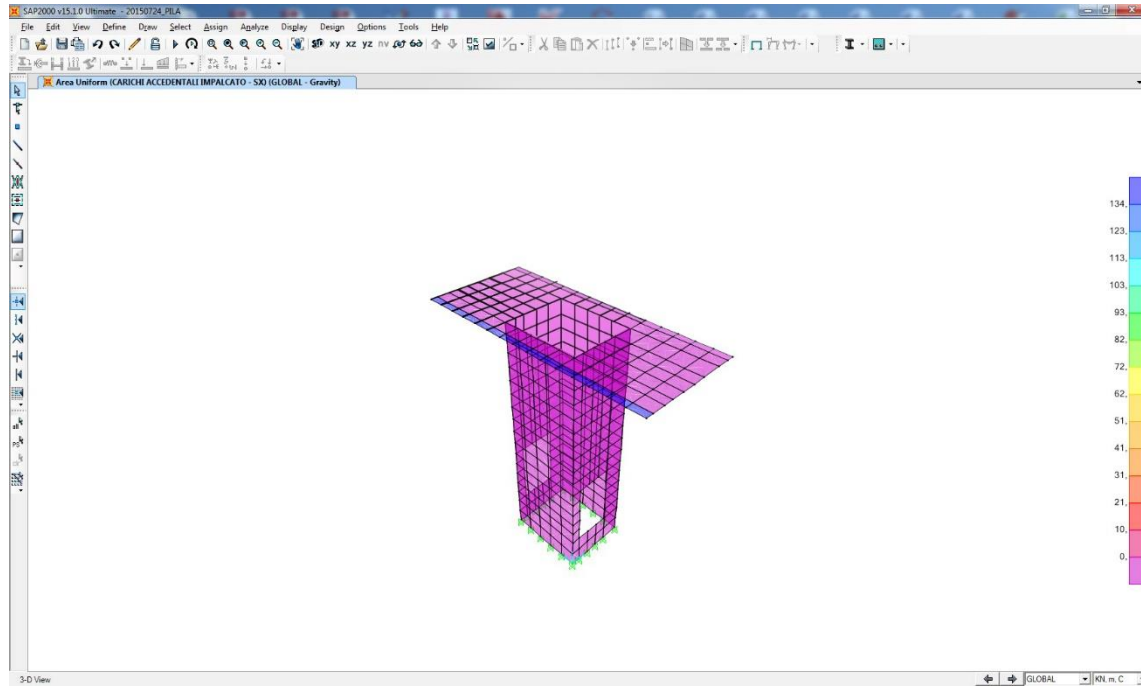 SAP2000 v15.1.0 Ultimate - 20150724_PILA
File Edit View Define Draw Select Assign Analyze Display Design Options Tools Help
xy xz yz nv
Area Uniform (CARICHI ACCEDENTALI IMPALCATO - SX) (GLOBAL - Gravity)
134,
123,
113,
103,
93,
82,
72,
62,
51,
41,
31,
21,
10,
0,
3-D View
GLOBAL
KN, m, C